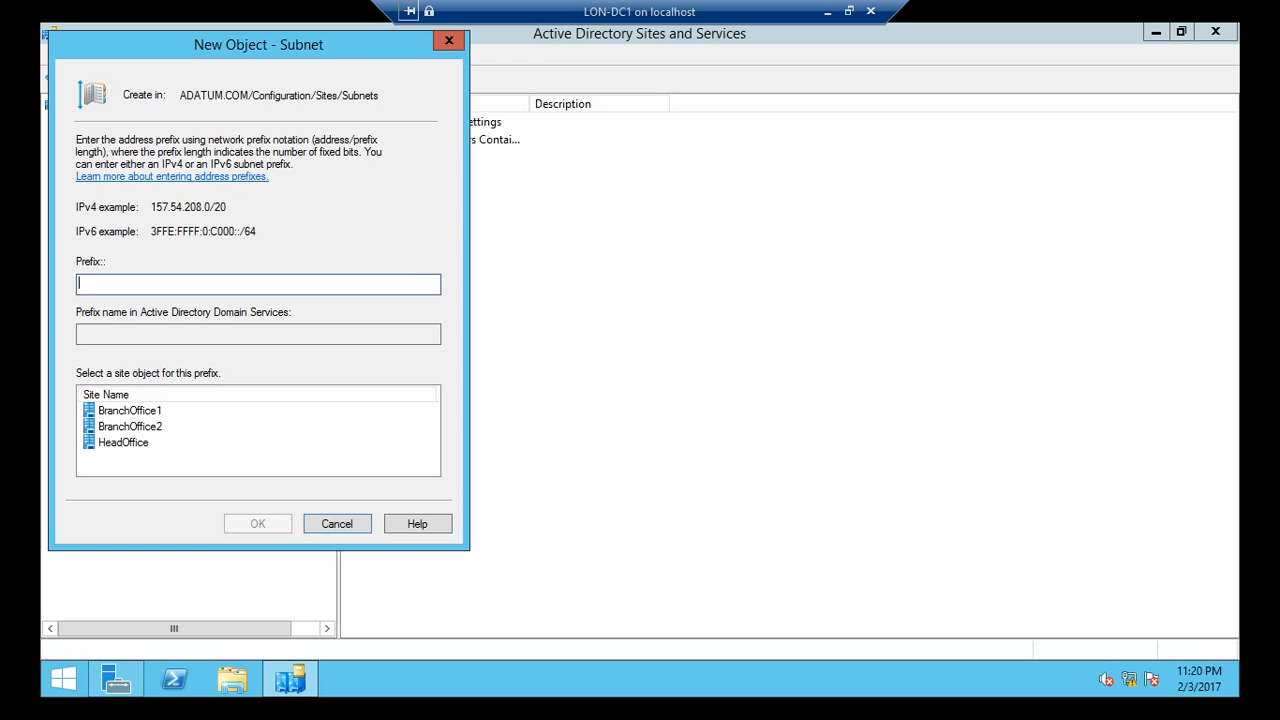 LON-DC1 on localhost
Active Directory Sites and Services
New Object - Subnet
Create in: ADATUM.COM/Configuration/Sites/Subnets
Description
ettings
rs Contai...
Enter the address prefix using network prefix notation (address/prefix
length), where the prefix length indicates the number of fixed bits. You
can enter either an IPv4 or an IPv6 subnet prefix.
Learn more about entering address prefixes.
IPv4 example: 157.54.208.0/20
IPv6 example: 3FFE:FFFF:0:C000::/64
Prefix::
Prefix name in Active Directory Domain Services:
Select a site object for this prefix.
Site Name
BranchOffice1
BranchOffice2
HeadOffice
OK Cancel Help
11:20 PM
2/3/2017